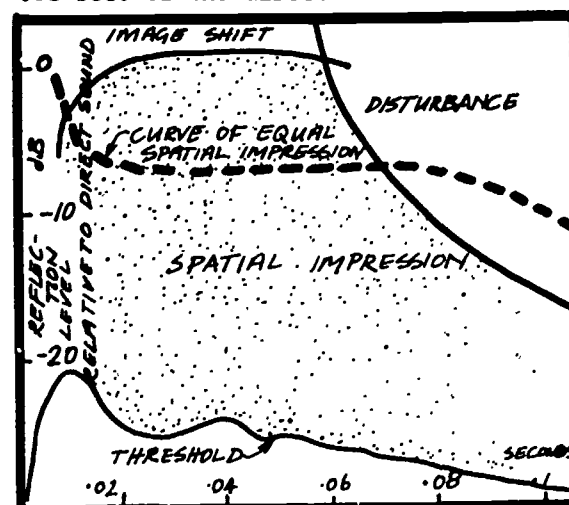 IMAGE SHIFT
0
DISTURBANCE
CURVE OF EQUAL
SPATIAL IMPRESSION
dB
-10
SPATIAL IMPRESSION
REFLEC-
TION
LEVEL
RELATIVE TO DIRECT SOUND
-20
THRESHOLD
SECONDS
.02 .04 .06 .08